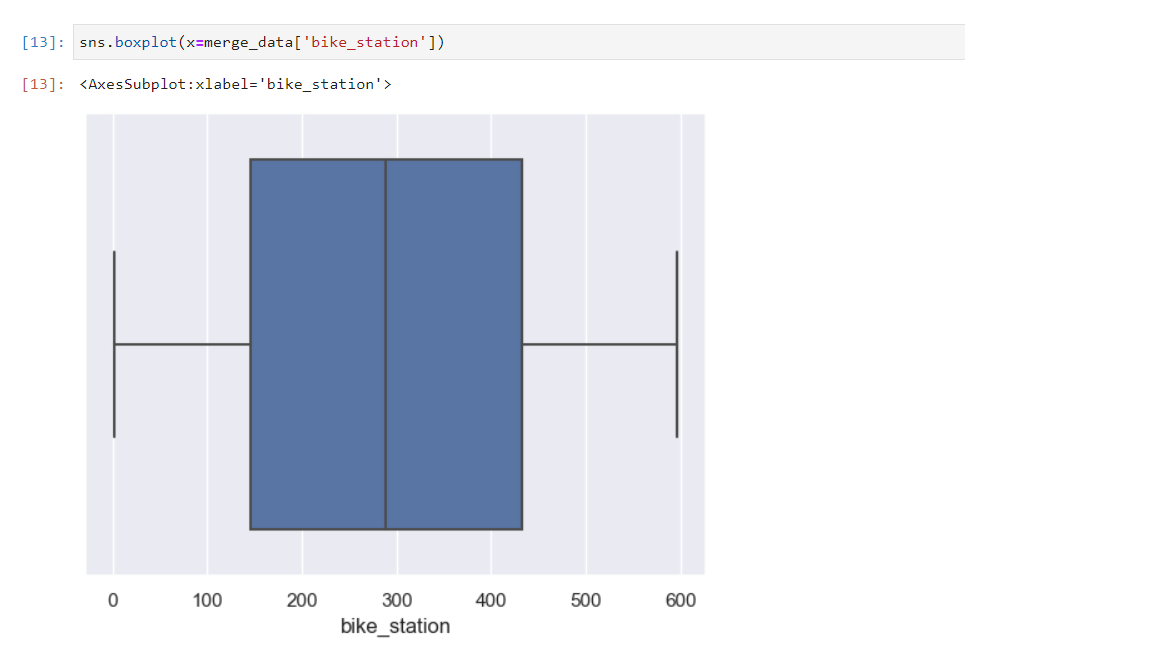 [13]: sns.boxplot(x=merge_data['bike_station'])
[13]: <AxesSubplot:xlabel='bike_station'>
0 100 200 300 400 500 600
bike_station